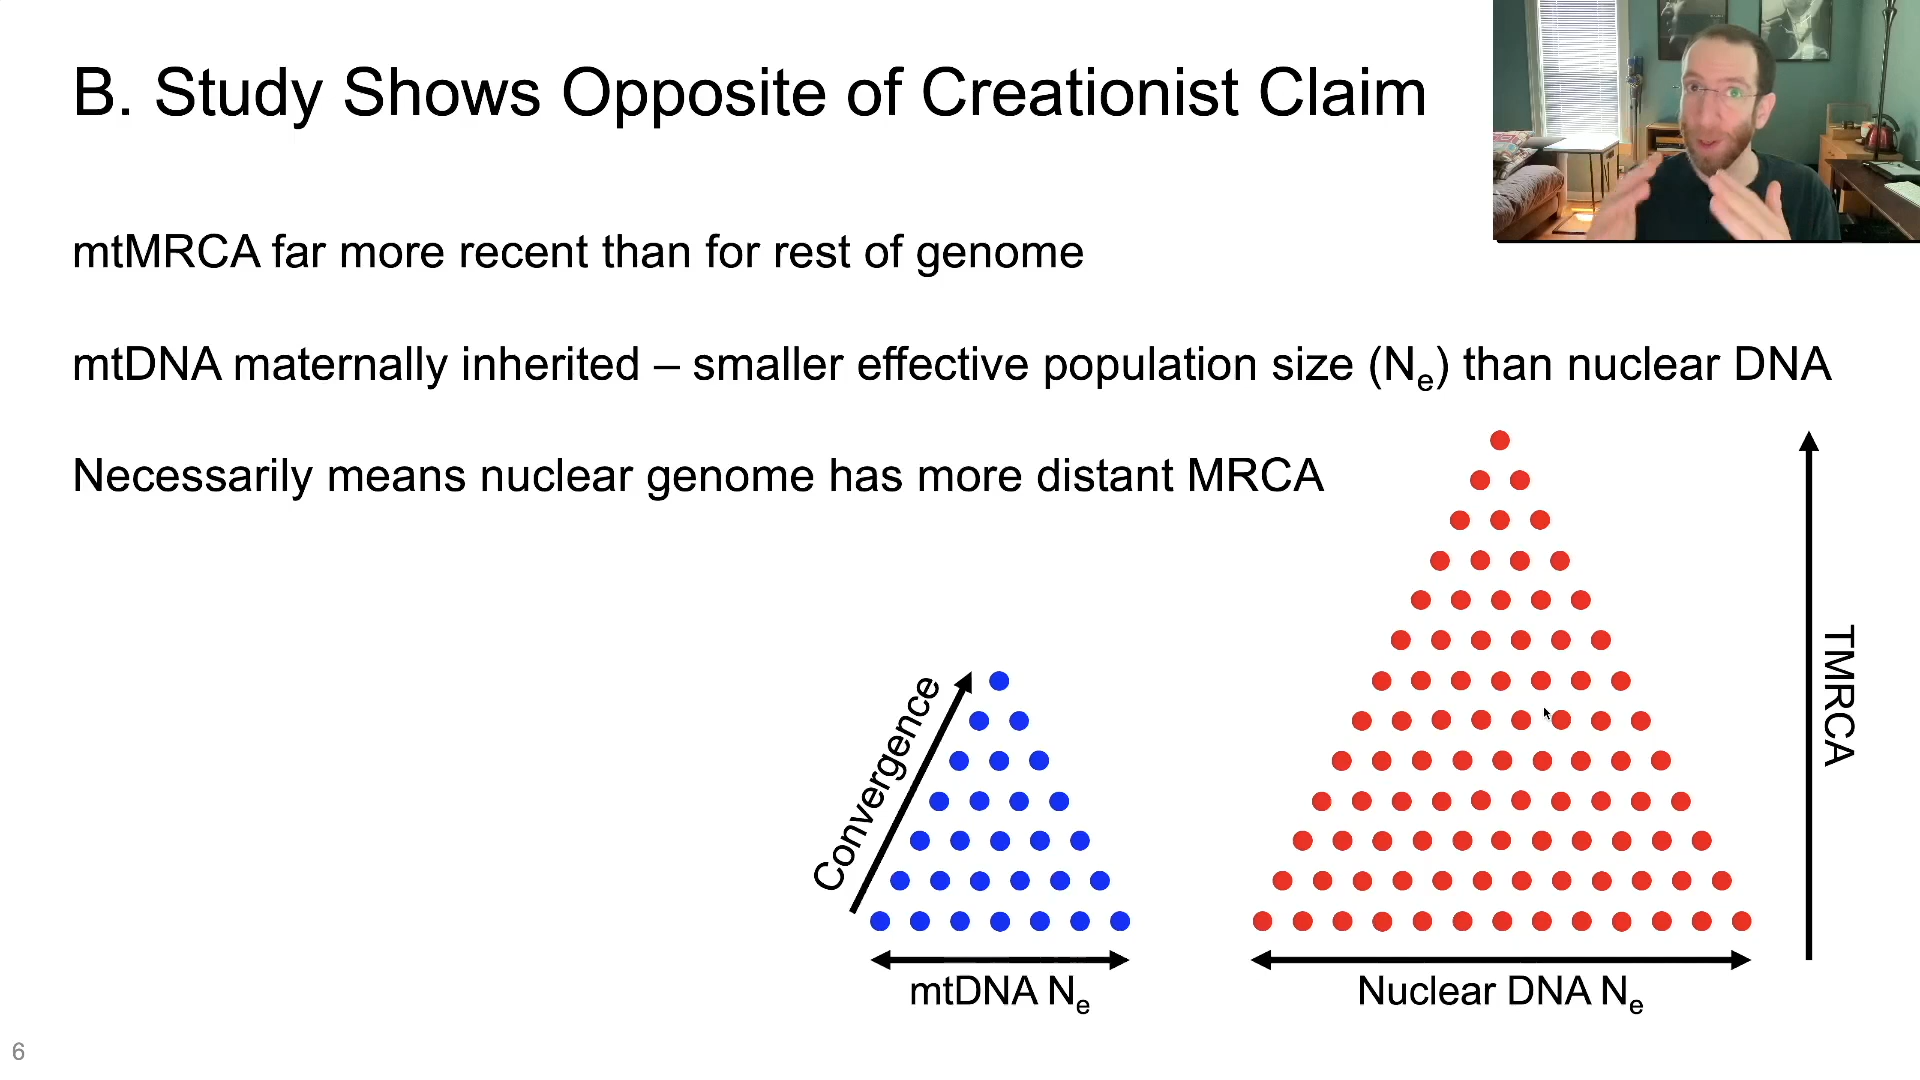 B. Study Shows Opposite of Creationist Claim
mtMRCA far more recent than for rest of genome
mtDNA maternally inherited – smaller effective population size (Ne) than nuclear DNA
Necessarily means nuclear genome has more distant MRCA
Convergence
TMRCA
mtDNA Ne
Nuclear DNA Ne
6